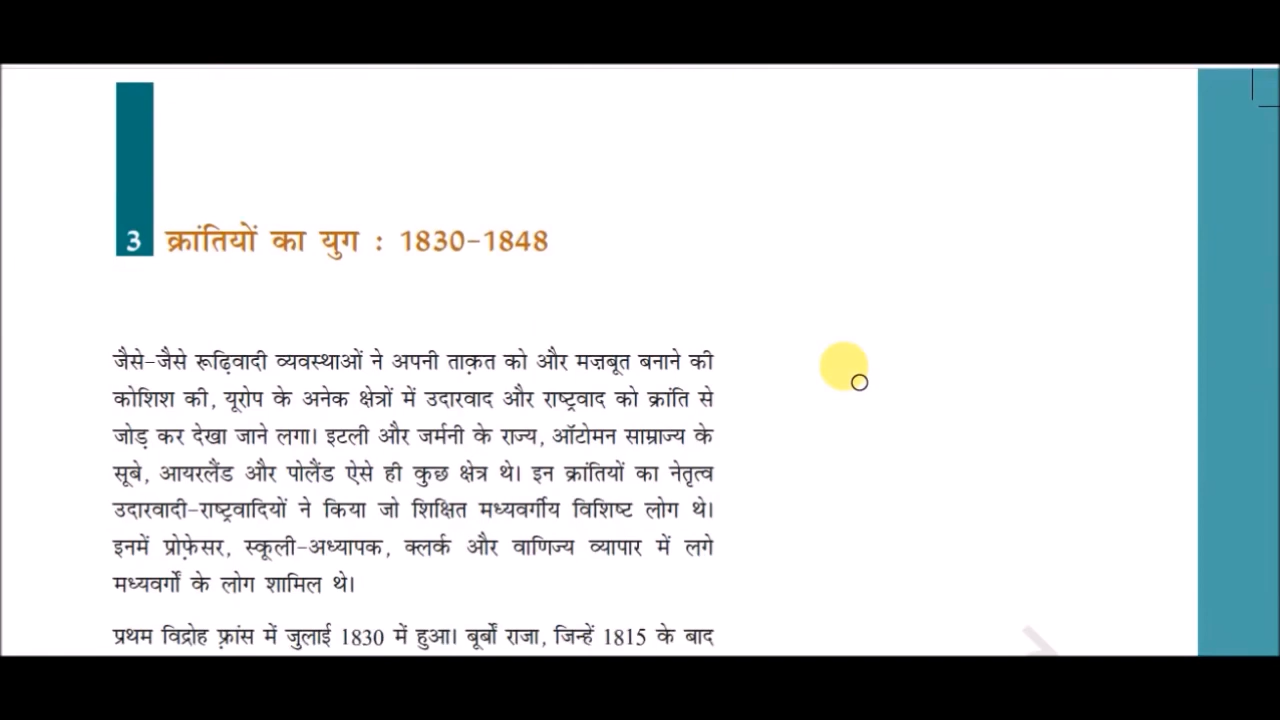 3 क्रांतियों का युग : 1830-1848
जैसे-जैसे रूढ़िवादी व्यवस्थाओं ने अपनी ताक़त को और मज़बूत बनाने की
कोशिश की, यूरोप के अनेक क्षेत्रों में उदारवाद और राष्ट्रवाद को क्रांति से
जोड़ कर देखा जाने लगा। इटली और जर्मनी के राज्य, ऑटोमन साम्राज्य के
सूबे, आयरलैंड और पोलैंड ऐसे ही कुछ क्षेत्र थे। इन क्रांतियों का नेतृत्व
उदारवादी-राष्ट्रवादियों ने किया जो शिक्षित मध्यवर्गीय विशिष्ट लोग थे।
इनमें प्रोफ़ेसर, स्कूली-अध्यापक, क्लर्क और वाणिज्य व्यापार में लगे
मध्यवर्गों के लोग शामिल थे।
प्रथम विद्रोह फ़्रांस में जुलाई 1830 में हुआ। बूर्बों राजा, जिन्हें 1815 के बाद